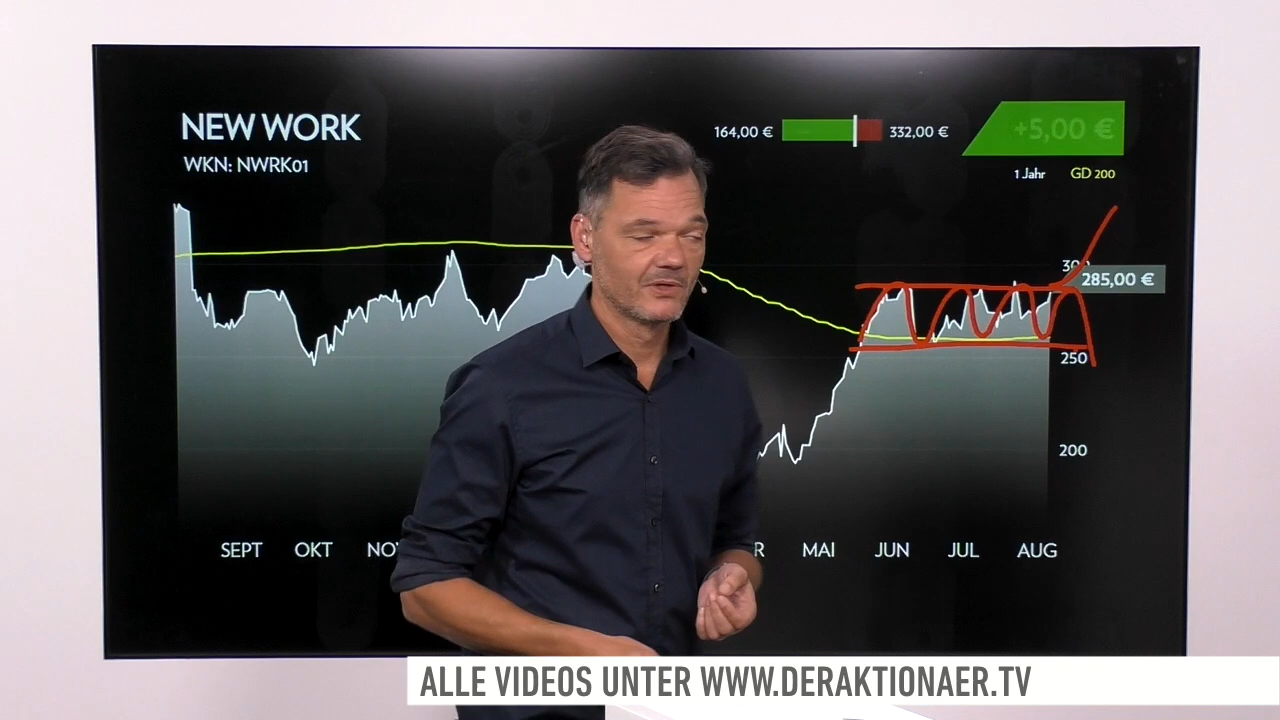 NEW WORK
WKN: NWRK01
164,00 € 332,00 €
+5,00 €
1 Jahr GD 200
285,00 €
250
200
SEPT OKT MAI JUN JUL AUG
ALLE VIDEOS UNTER WWW.DERAKTIONAER.TV